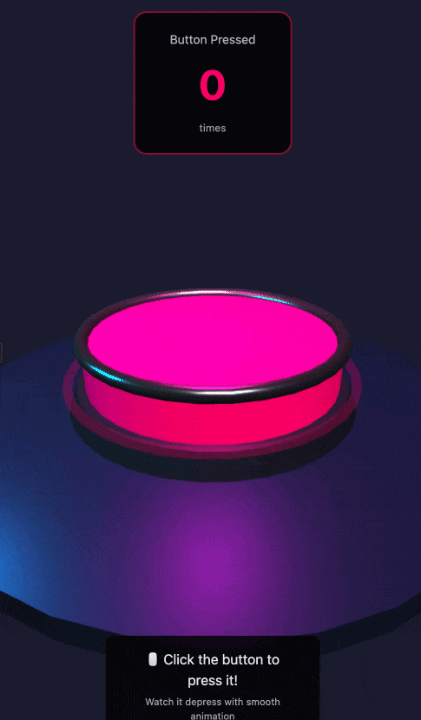 Button Pressed
0
times
Click the button to
press it!
Watch it depress with smooth
animation